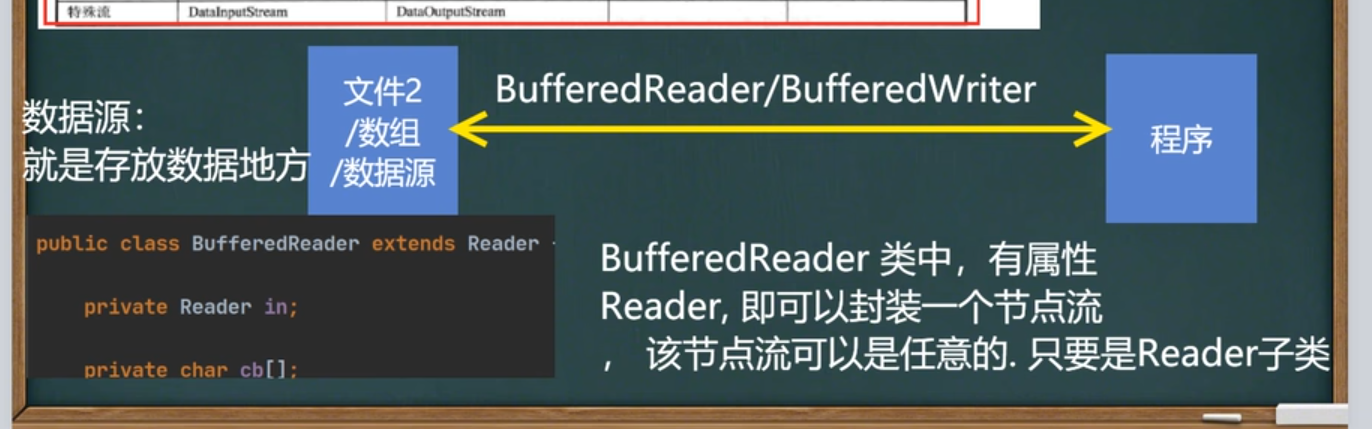 特殊流 DataInputStream DataOutputStream
数据源：
就是存放数据地方
文件2
/数组
/数据源
BufferedReader/BufferedWriter
程序
public class BufferedReader extends Reader
private Reader in;
private char cb[];
BufferedReader 类中，有属性
Reader, 即可以封装一个节点流
， 该节点流可以是任意的. 只要是Reader子类